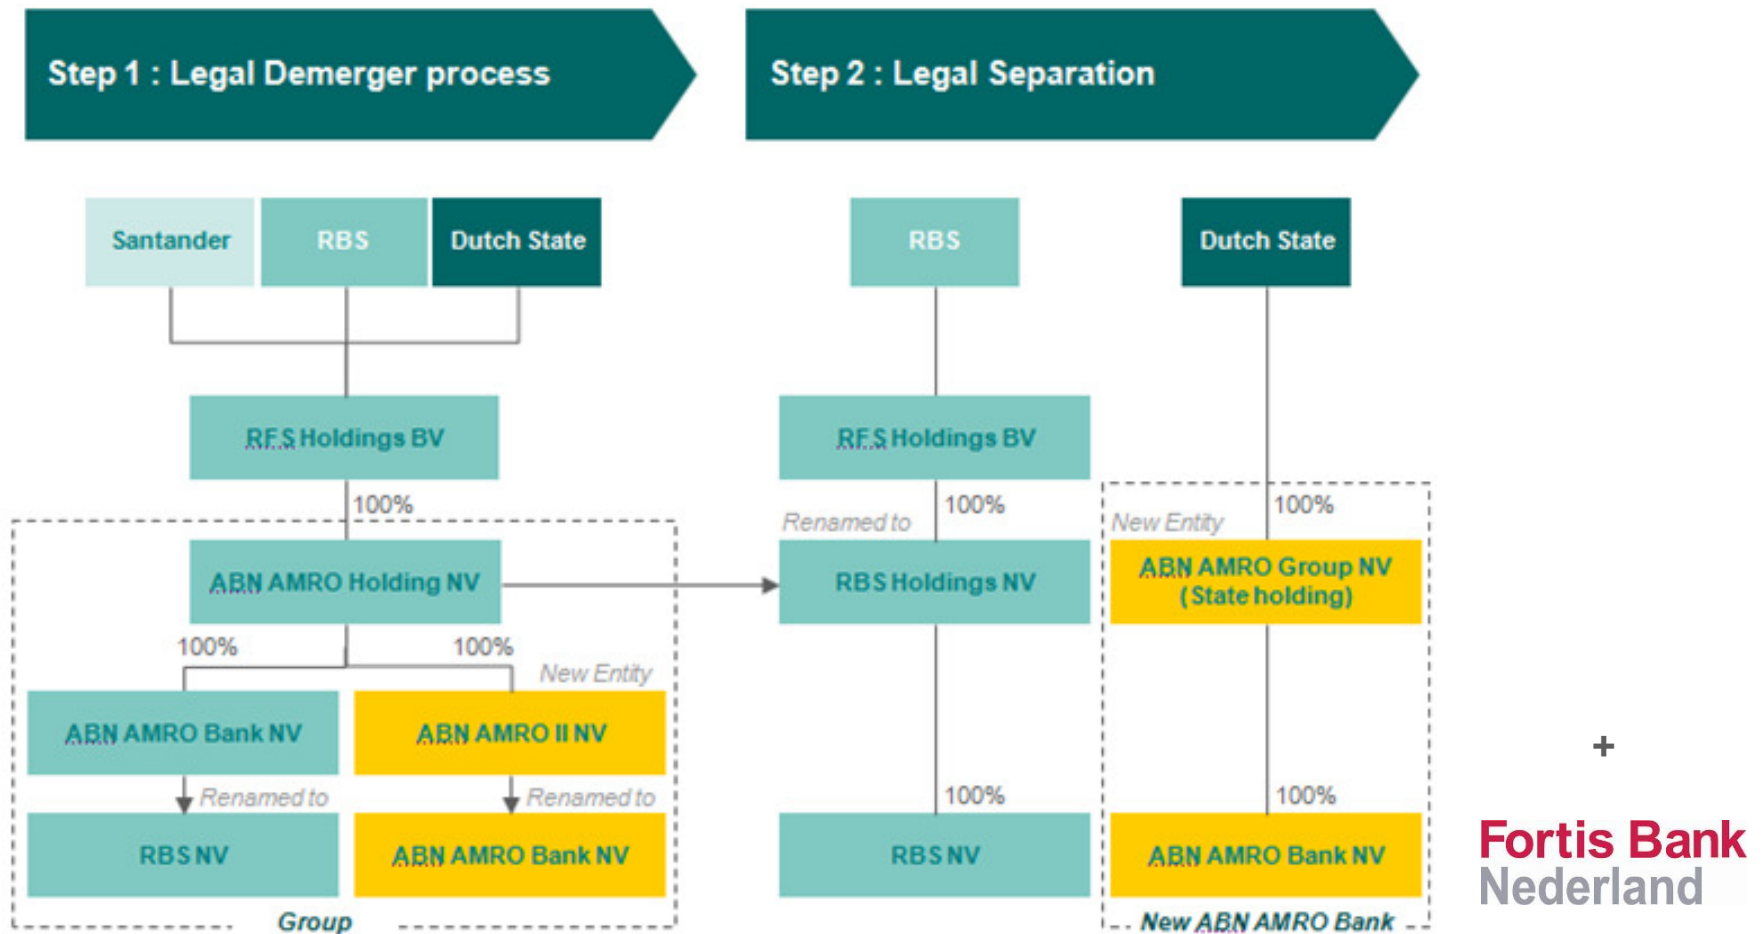 Step 1 : Legal Demerger process
Step 2 : Legal Separation
Santander
RBS
Dutch State
RBS
Dutch State
RFS Holdings BV
RFS Holdings BV
100%
100%
100%
Renamed to
New Entity
ABN AMRO Holding NV
RBS Holdings NV
ABN AMRO Group NV
(State holding)
100%
100%
New Entity
ABN AMRO Bank NV
ABN AMRO II NV
Renamed to
Renamed to
100%
100%
RBS NV
ABN AMRO Bank NV
RBS NV
ABN AMRO Bank NV
Group
New ABN AMRO Bank
+
Fortis Bank
Nederland